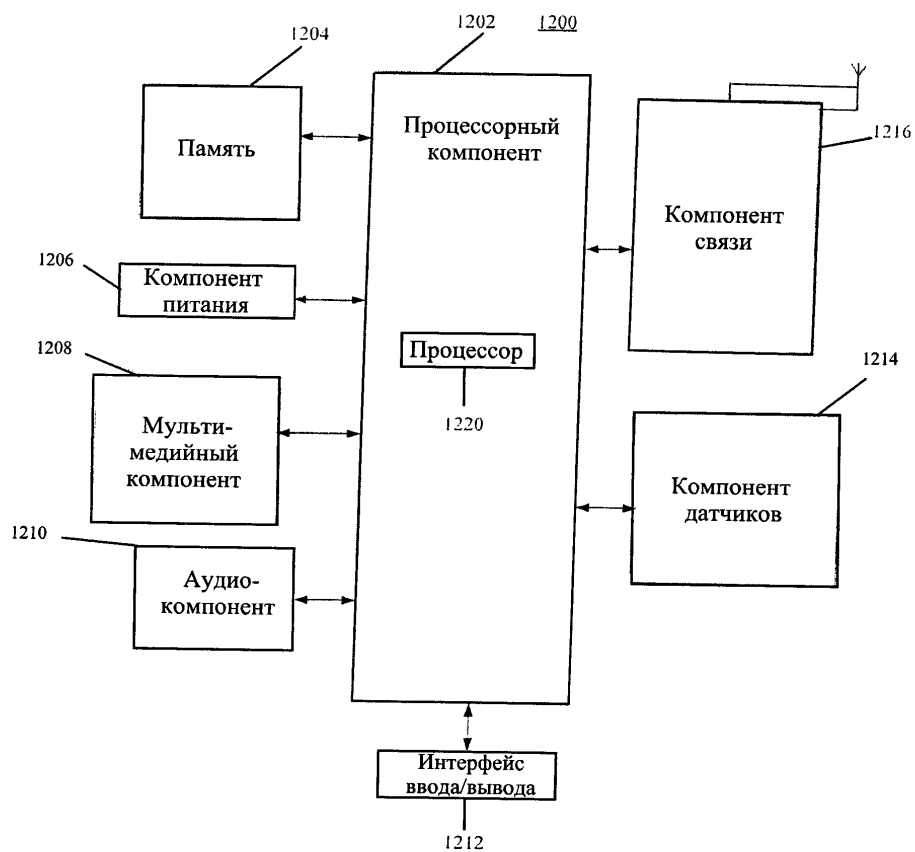 1202
1200
1204
Память
Процессорный
компонент
1216
Компонент
связи
1206
Компонент
питания
Процессор
1220
1208
Мульти-
медийный
компонент
1214
Компонент
датчиков
1210
Аудио-
компонент
Интерфейс
ввода/вывода
1212